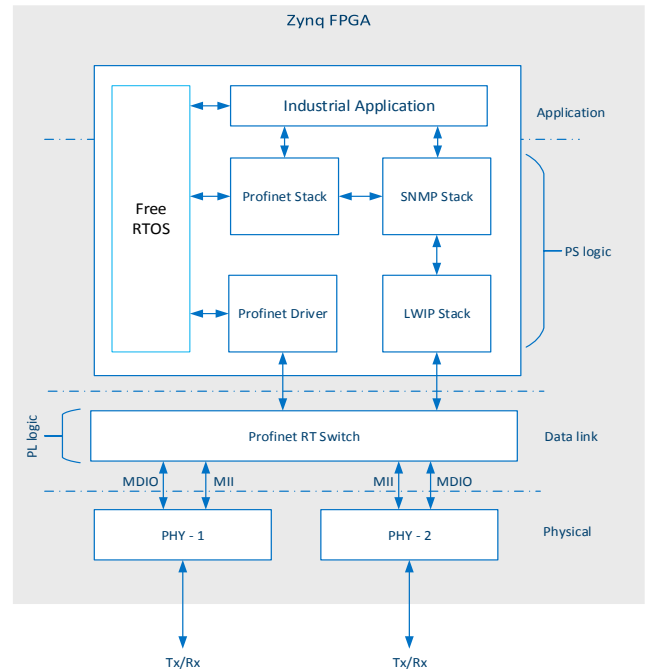 Zynq FPGA
Industrial Application
Application
Free
RTOS
Profinet Stack
SNMP Stack
PS logic
Profinet Driver
LWIP Stack
PL logic
Profinet RT Switch
Data link
MDIO
MII
MII
MDIO
PHY - 1
PHY - 2
Physical
Tx/Rx
Tx/Rx